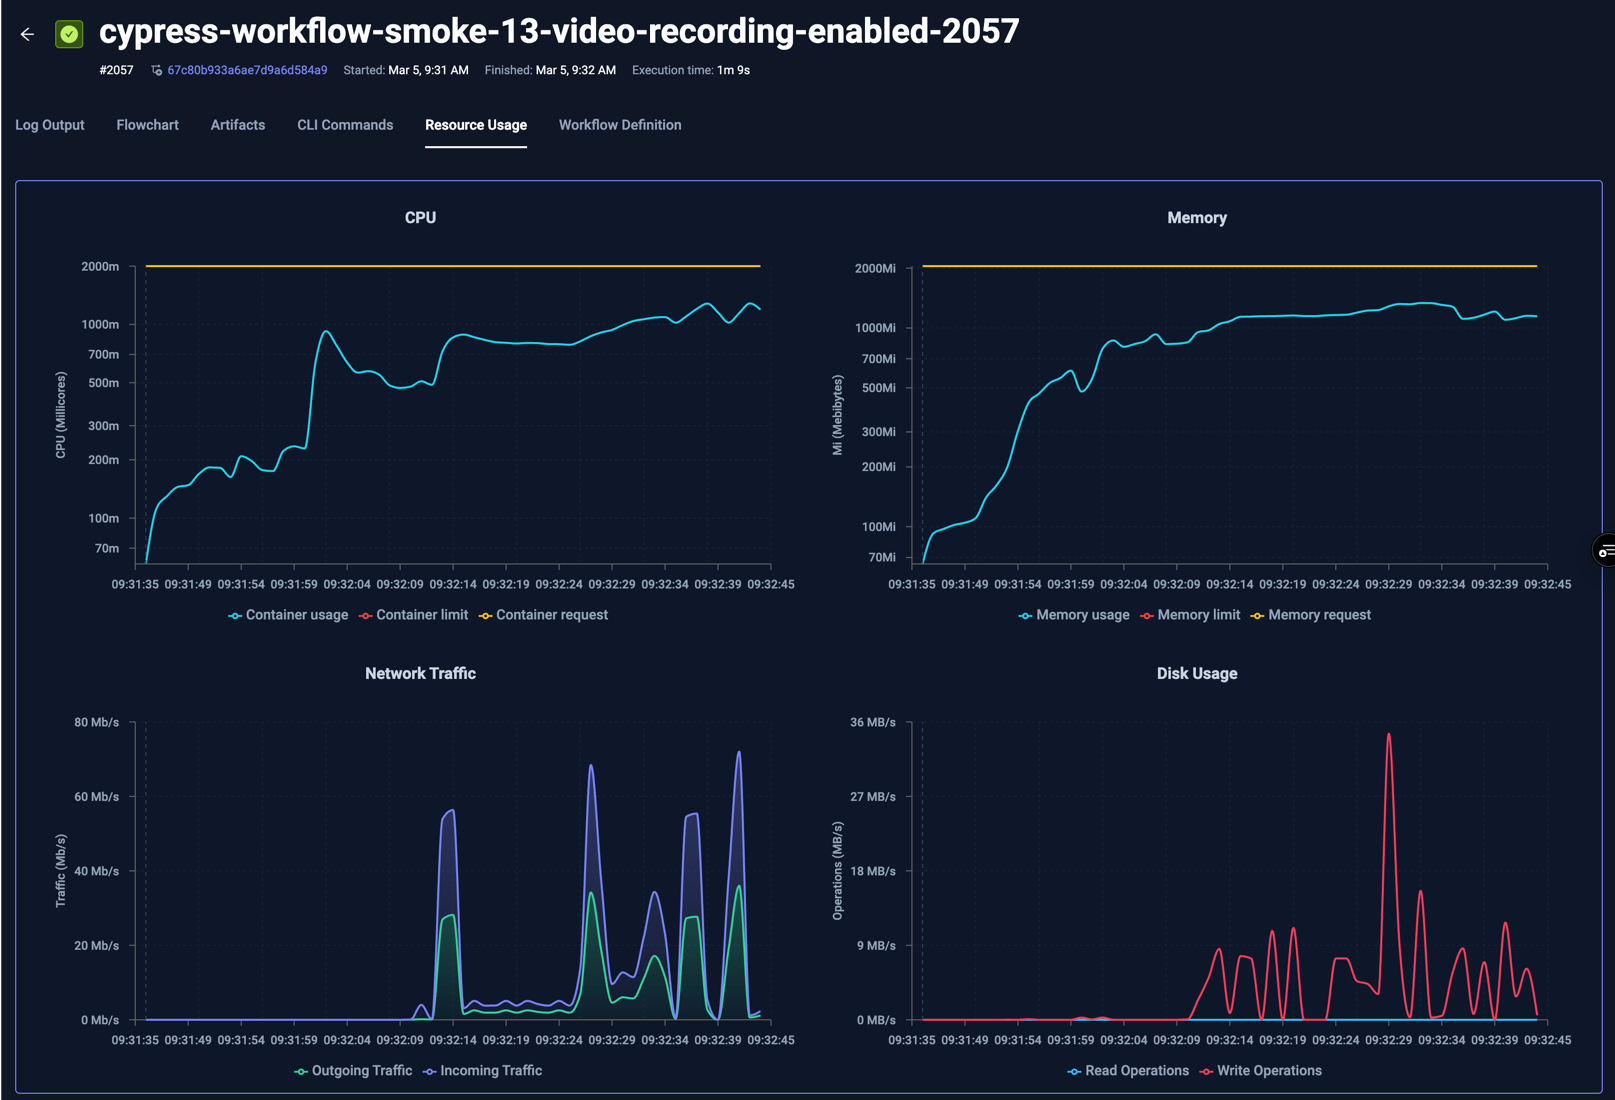 cypress-workflow-smoke-13-video-recording-enabled-2057
#2057 67c80b933a6ae7d9a6d584a9 Started: Mar 5, 9:31 AM Finished: Mar 5, 9:32 AM Execution time: 1m 9s
Log Output Flowchart Artifacts CLI Commands Resource Usage Workflow Definition
CPU
2000m
1000m
700m
500m
300m
200m
100m
70m
CPU (Millicores)
09:31:35 09:31:49 09:31:54 09:31:59 09:32:04 09:32:09 09:32:14 09:32:19 09:32:24 09:32:29 09:32:34 09:32:39 09:32:45
Container usage Container limit Container request
Memory
2000Mi
1000Mi
700Mi
500Mi
300Mi
200Mi
100Mi
70Mi
Mi (Mebibytes)
09:31:35 09:31:49 09:31:54 09:31:59 09:32:04 09:32:09 09:32:14 09:32:19 09:32:24 09:32:29 09:32:34 09:32:39 09:32:45
Memory usage Memory limit Memory request
Network Traffic
80 Mb/s
60 Mb/s
40 Mb/s
20 Mb/s
0 Mb/s
Traffic (Mb/s)
09:31:35 09:31:49 09:31:54 09:31:59 09:32:04 09:32:09 09:32:14 09:32:19 09:32:24 09:32:29 09:32:34 09:32:39 09:32:45
Outgoing Traffic Incoming Traffic
Disk Usage
36 MB/s
27 MB/s
18 MB/s
9 MB/s
0 MB/s
Operations (MB/s)
09:31:35 09:31:49 09:31:54 09:31:59 09:32:04 09:32:09 09:32:14 09:32:19 09:32:24 09:32:29 09:32:34 09:32:39 09:32:45
Read Operations Write Operations